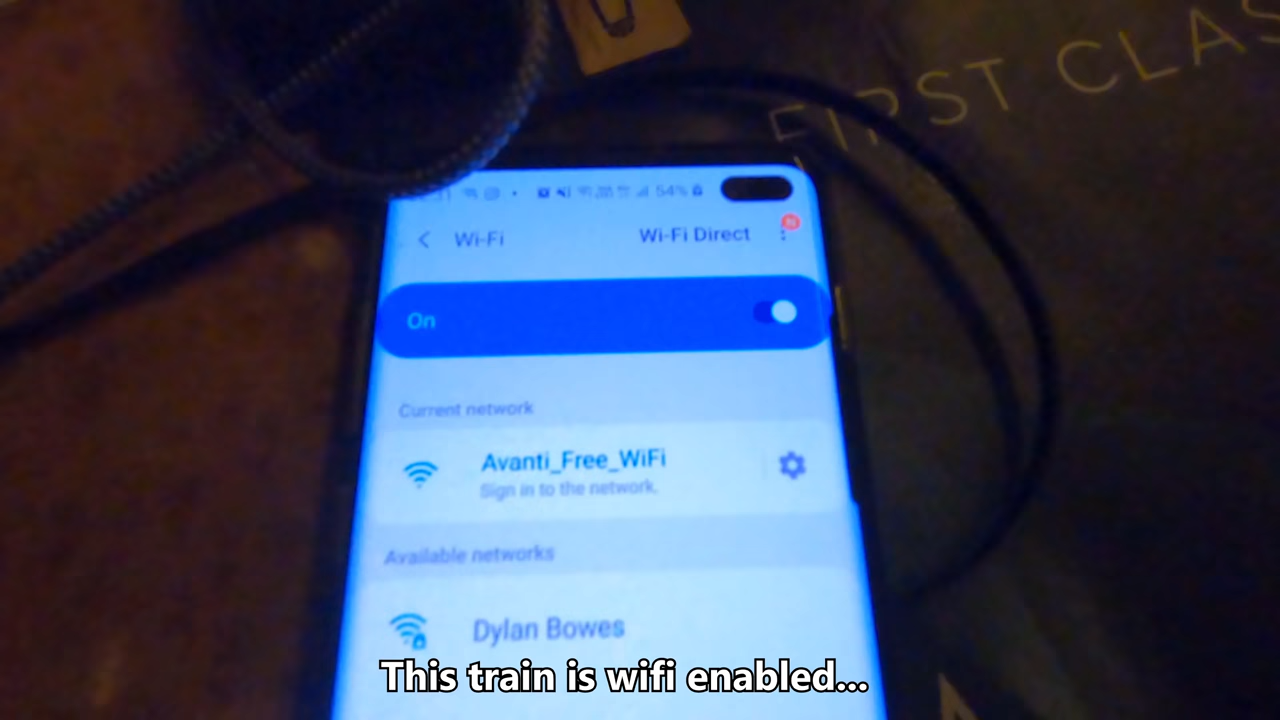 FIRST CLAS
54%
Wi-Fi Wi-Fi Direct
On
Current network
Avanti_Free_WiFi
Sign in to the network.
Available networks
Dylan Bowes
This train is wifi enabled...